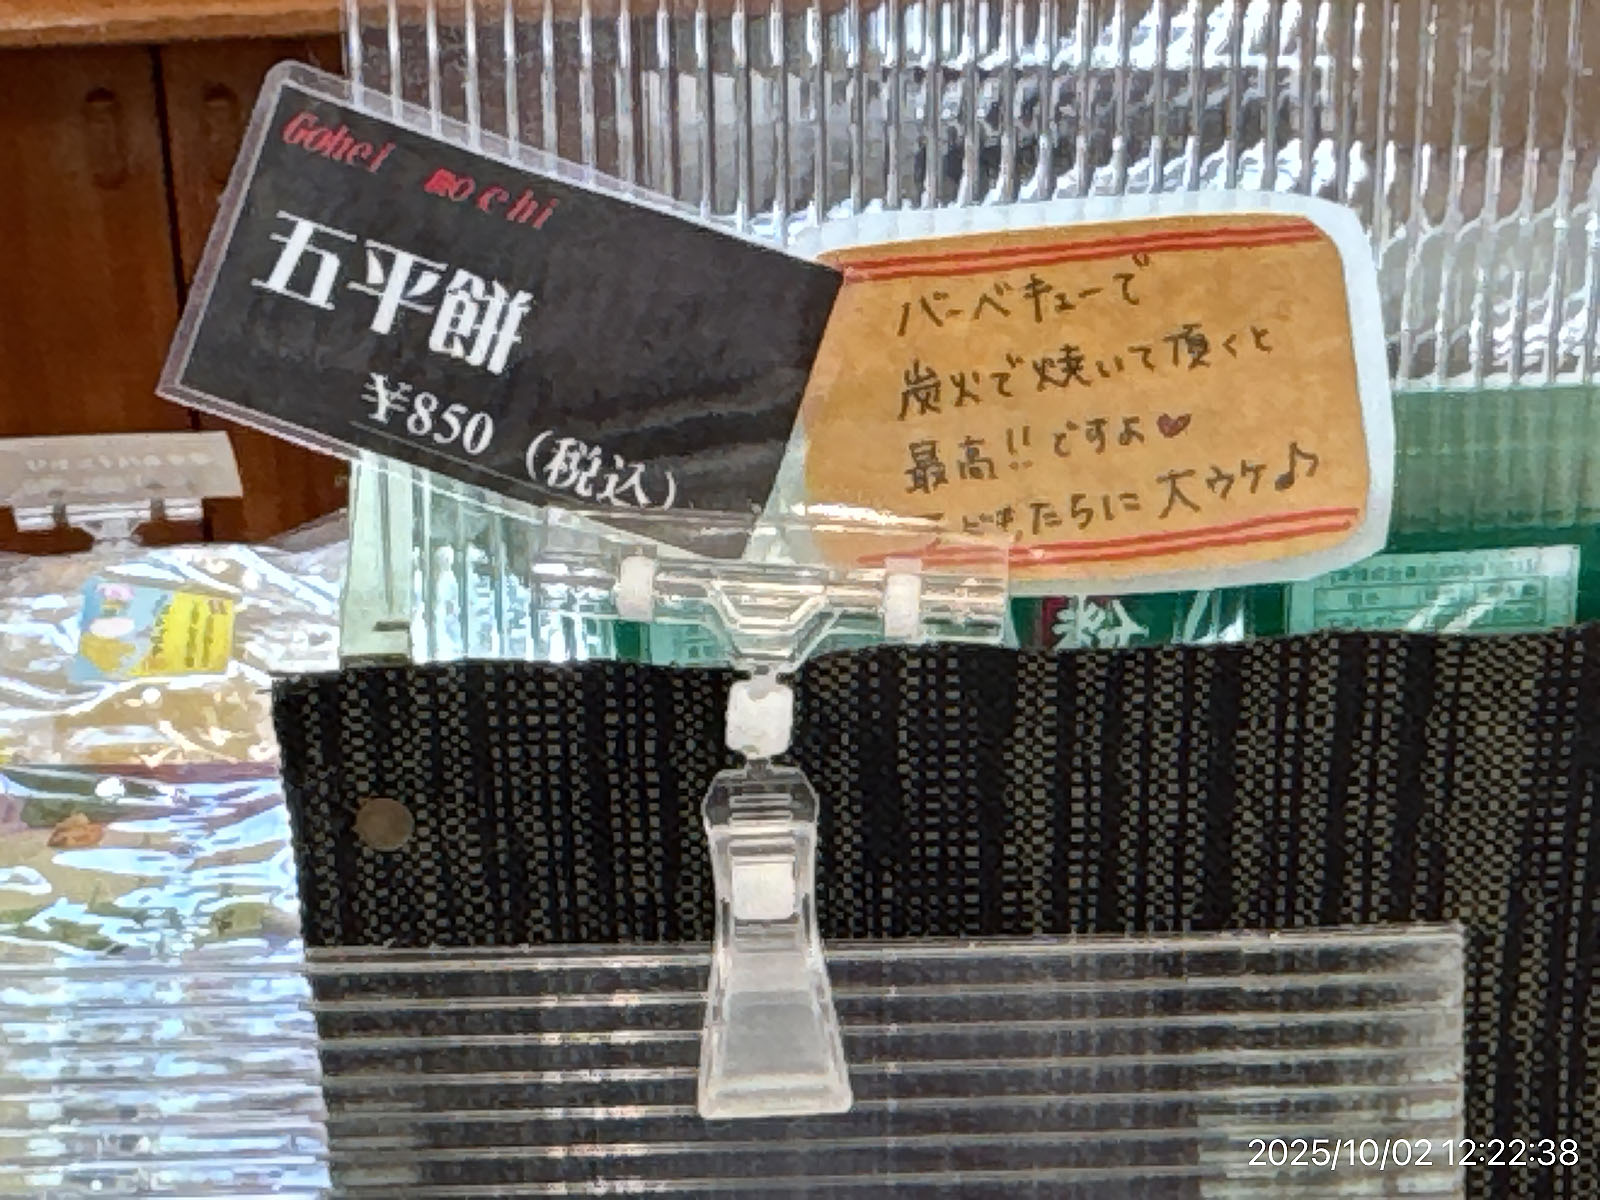 Gohei mochi
五平餅
¥850 (税込)
バーベキューで
炭火で焼いて頂くと
最高!!ですよ♥
たちに大ウケ♪
粉
2025/10/02 12:22:38